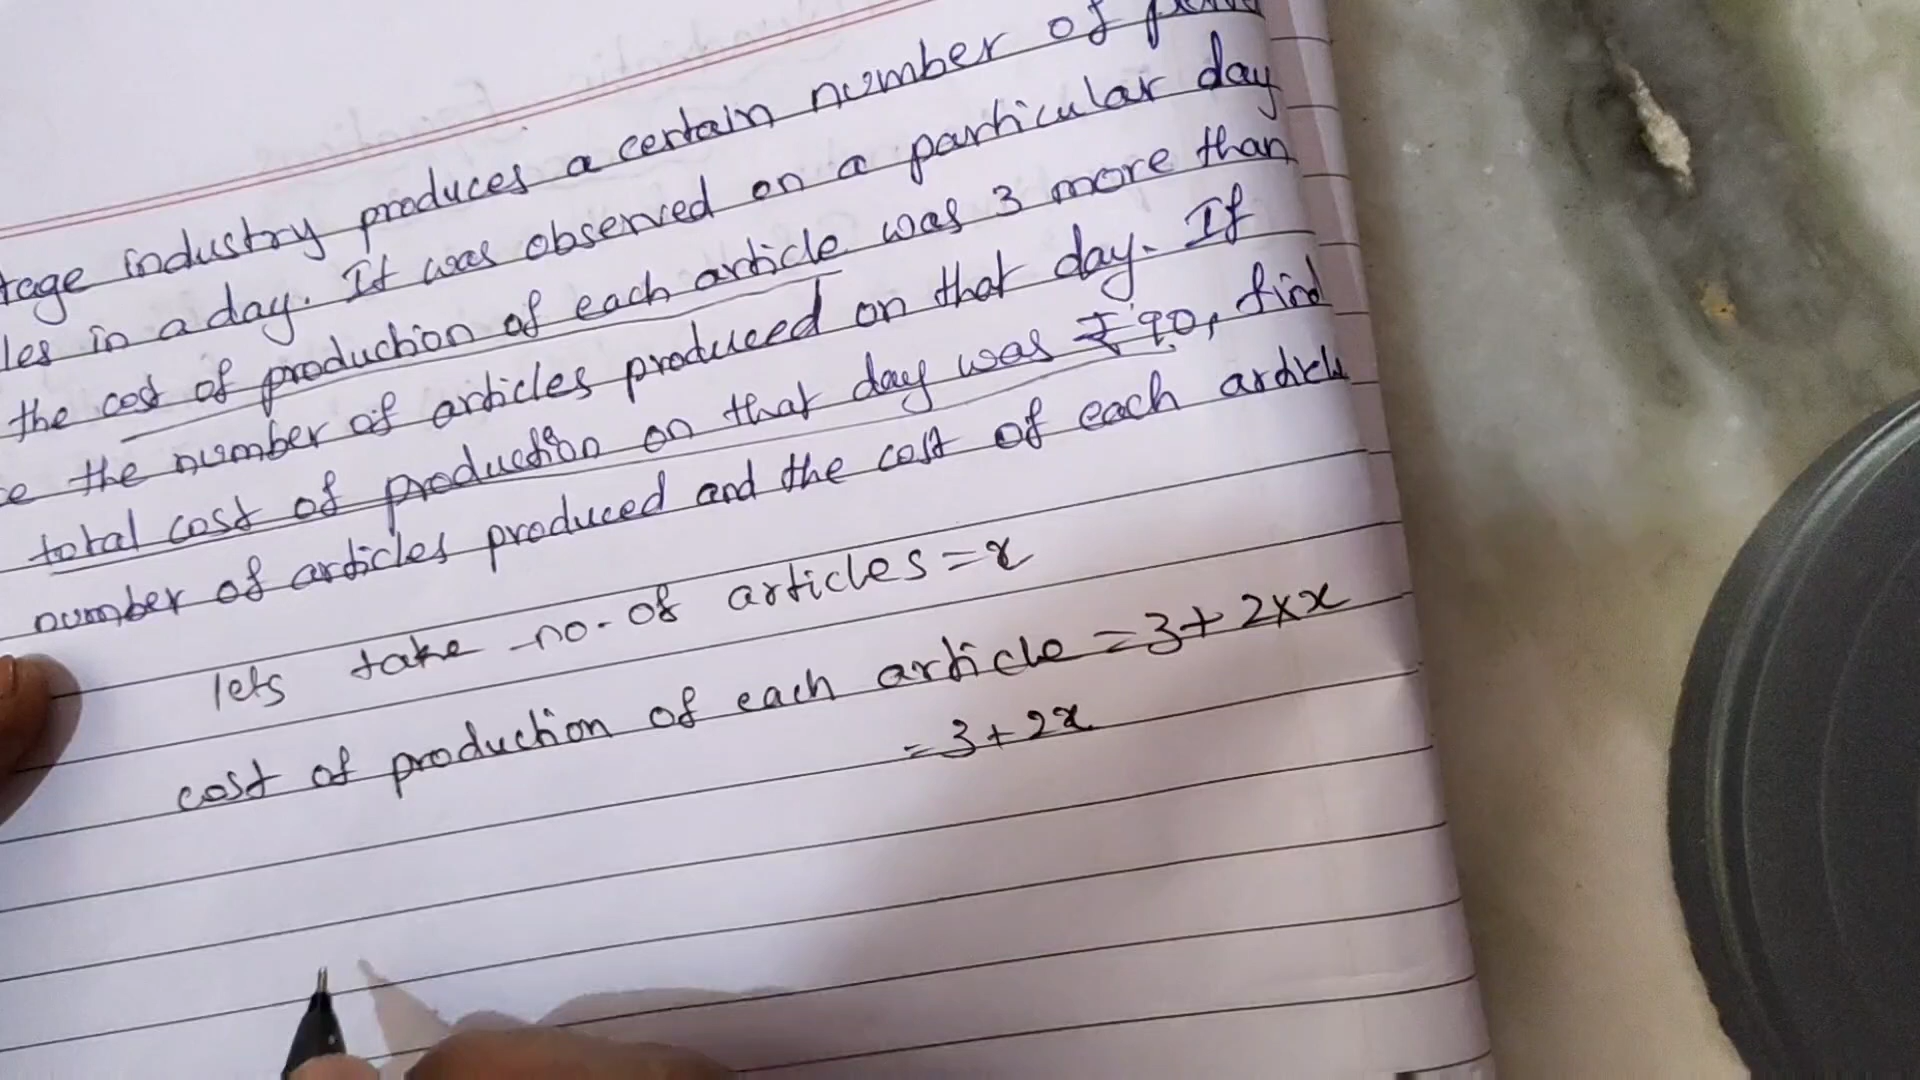 industry produces a certain number of
in a day. It was observed on a particular day
the cost of production of each article was 3 more than
the number of articles produced on that day. If
total cost of production on that day was ₹ 90, find
number of articles produced and the cost of each article
lets take no. of articles = x
cost of production of each article = 3 + 2 x x
= 3 + 2x